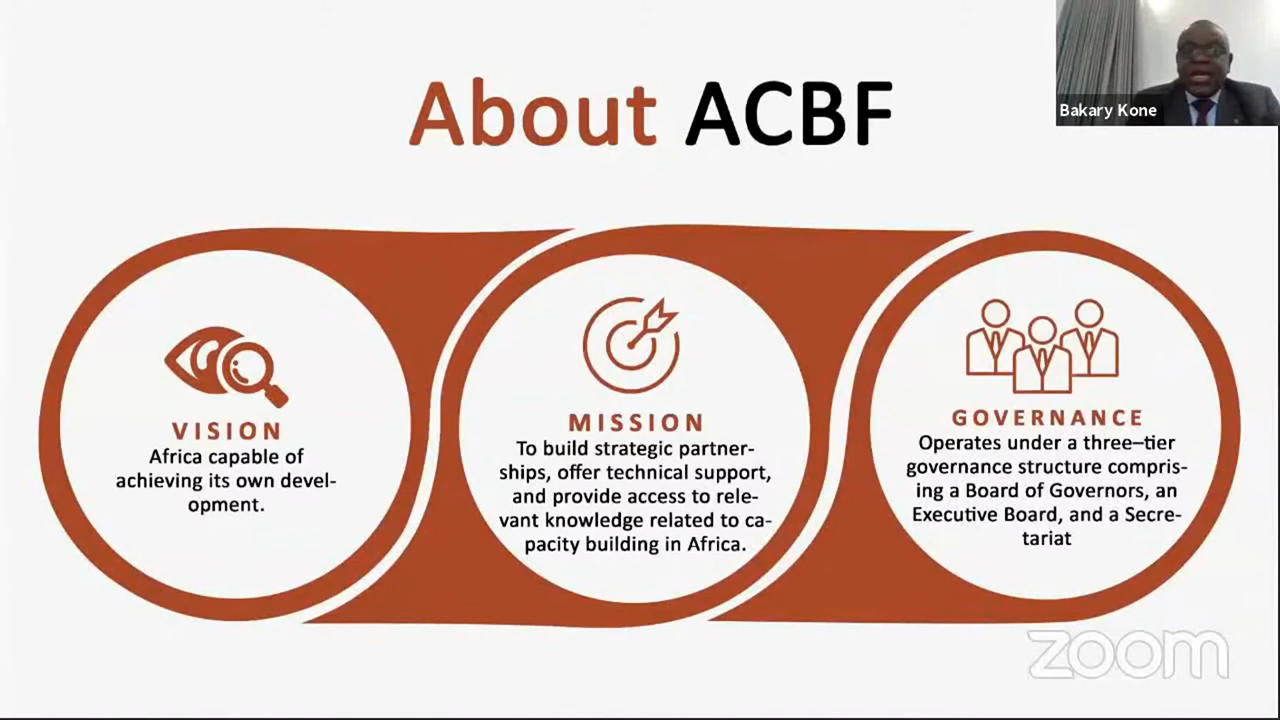 About ACBF
Bakary Kone
VISION
Africa capable of
achieving its own devel-
opment.
MISSION
To build strategic partner-
ships, offer technical support,
and provide access to rele-
vant knowledge related to ca-
pacity building in Africa.
GOVERNANCE
Operates under a three–tier
governance structure compris-
ing a Board of Governors, an
Executive Board, and a Secre-
tariat
zoom